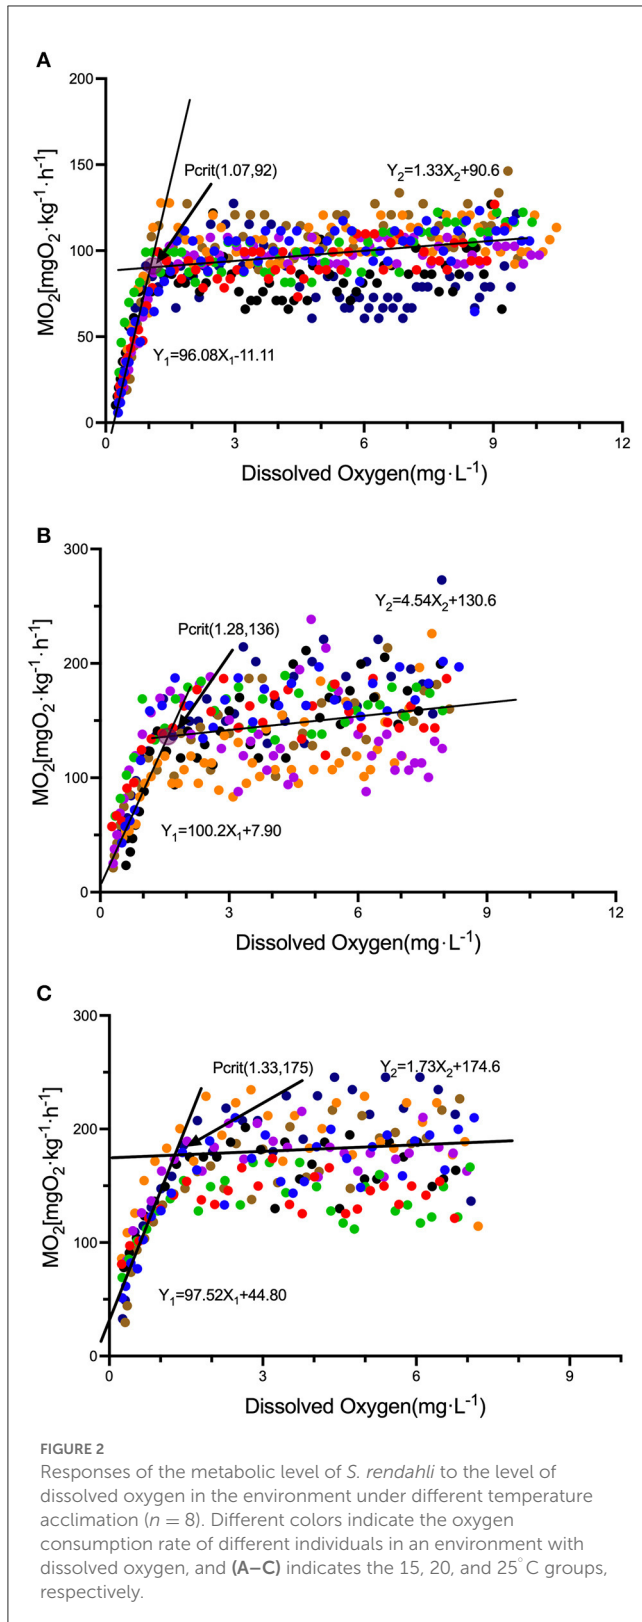 A
200
150
100
50
0
MO2[mgO2·kg-1·h-1]
Pcrit(1.07,92)
Y2=1.33X2+90.6
Y1=96.08X1-11.11
0 3 6 9 12
Dissolved Oxygen(mg·L-1)
B
300
200
100
0
MO2[mgO2·kg-1·h-1]
Y2=4.54X2+130.6
Pcrit(1.28,136)
Y1=100.2X1+7.90
0 3 6 9 12
Dissolved Oxygen(mg·L-1)
C
300
200
100
0
MO2[mgO2·kg-1·h-1]
Pcrit(1.33,175)
Y2=1.73X2+174.6
Y1=97.52X1+44.80
0 3 6 9
Dissolved Oxygen(mg·L-1)
FIGURE 2
Responses of the metabolic level of S. rendahli to the level of
dissolved oxygen in the environment under different temperature
acclimation (n = 8). Different colors indicate the oxygen
consumption rate of different individuals in an environment with
dissolved oxygen, and (A–C) indicates the 15, 20, and 25°C groups,
respectively.